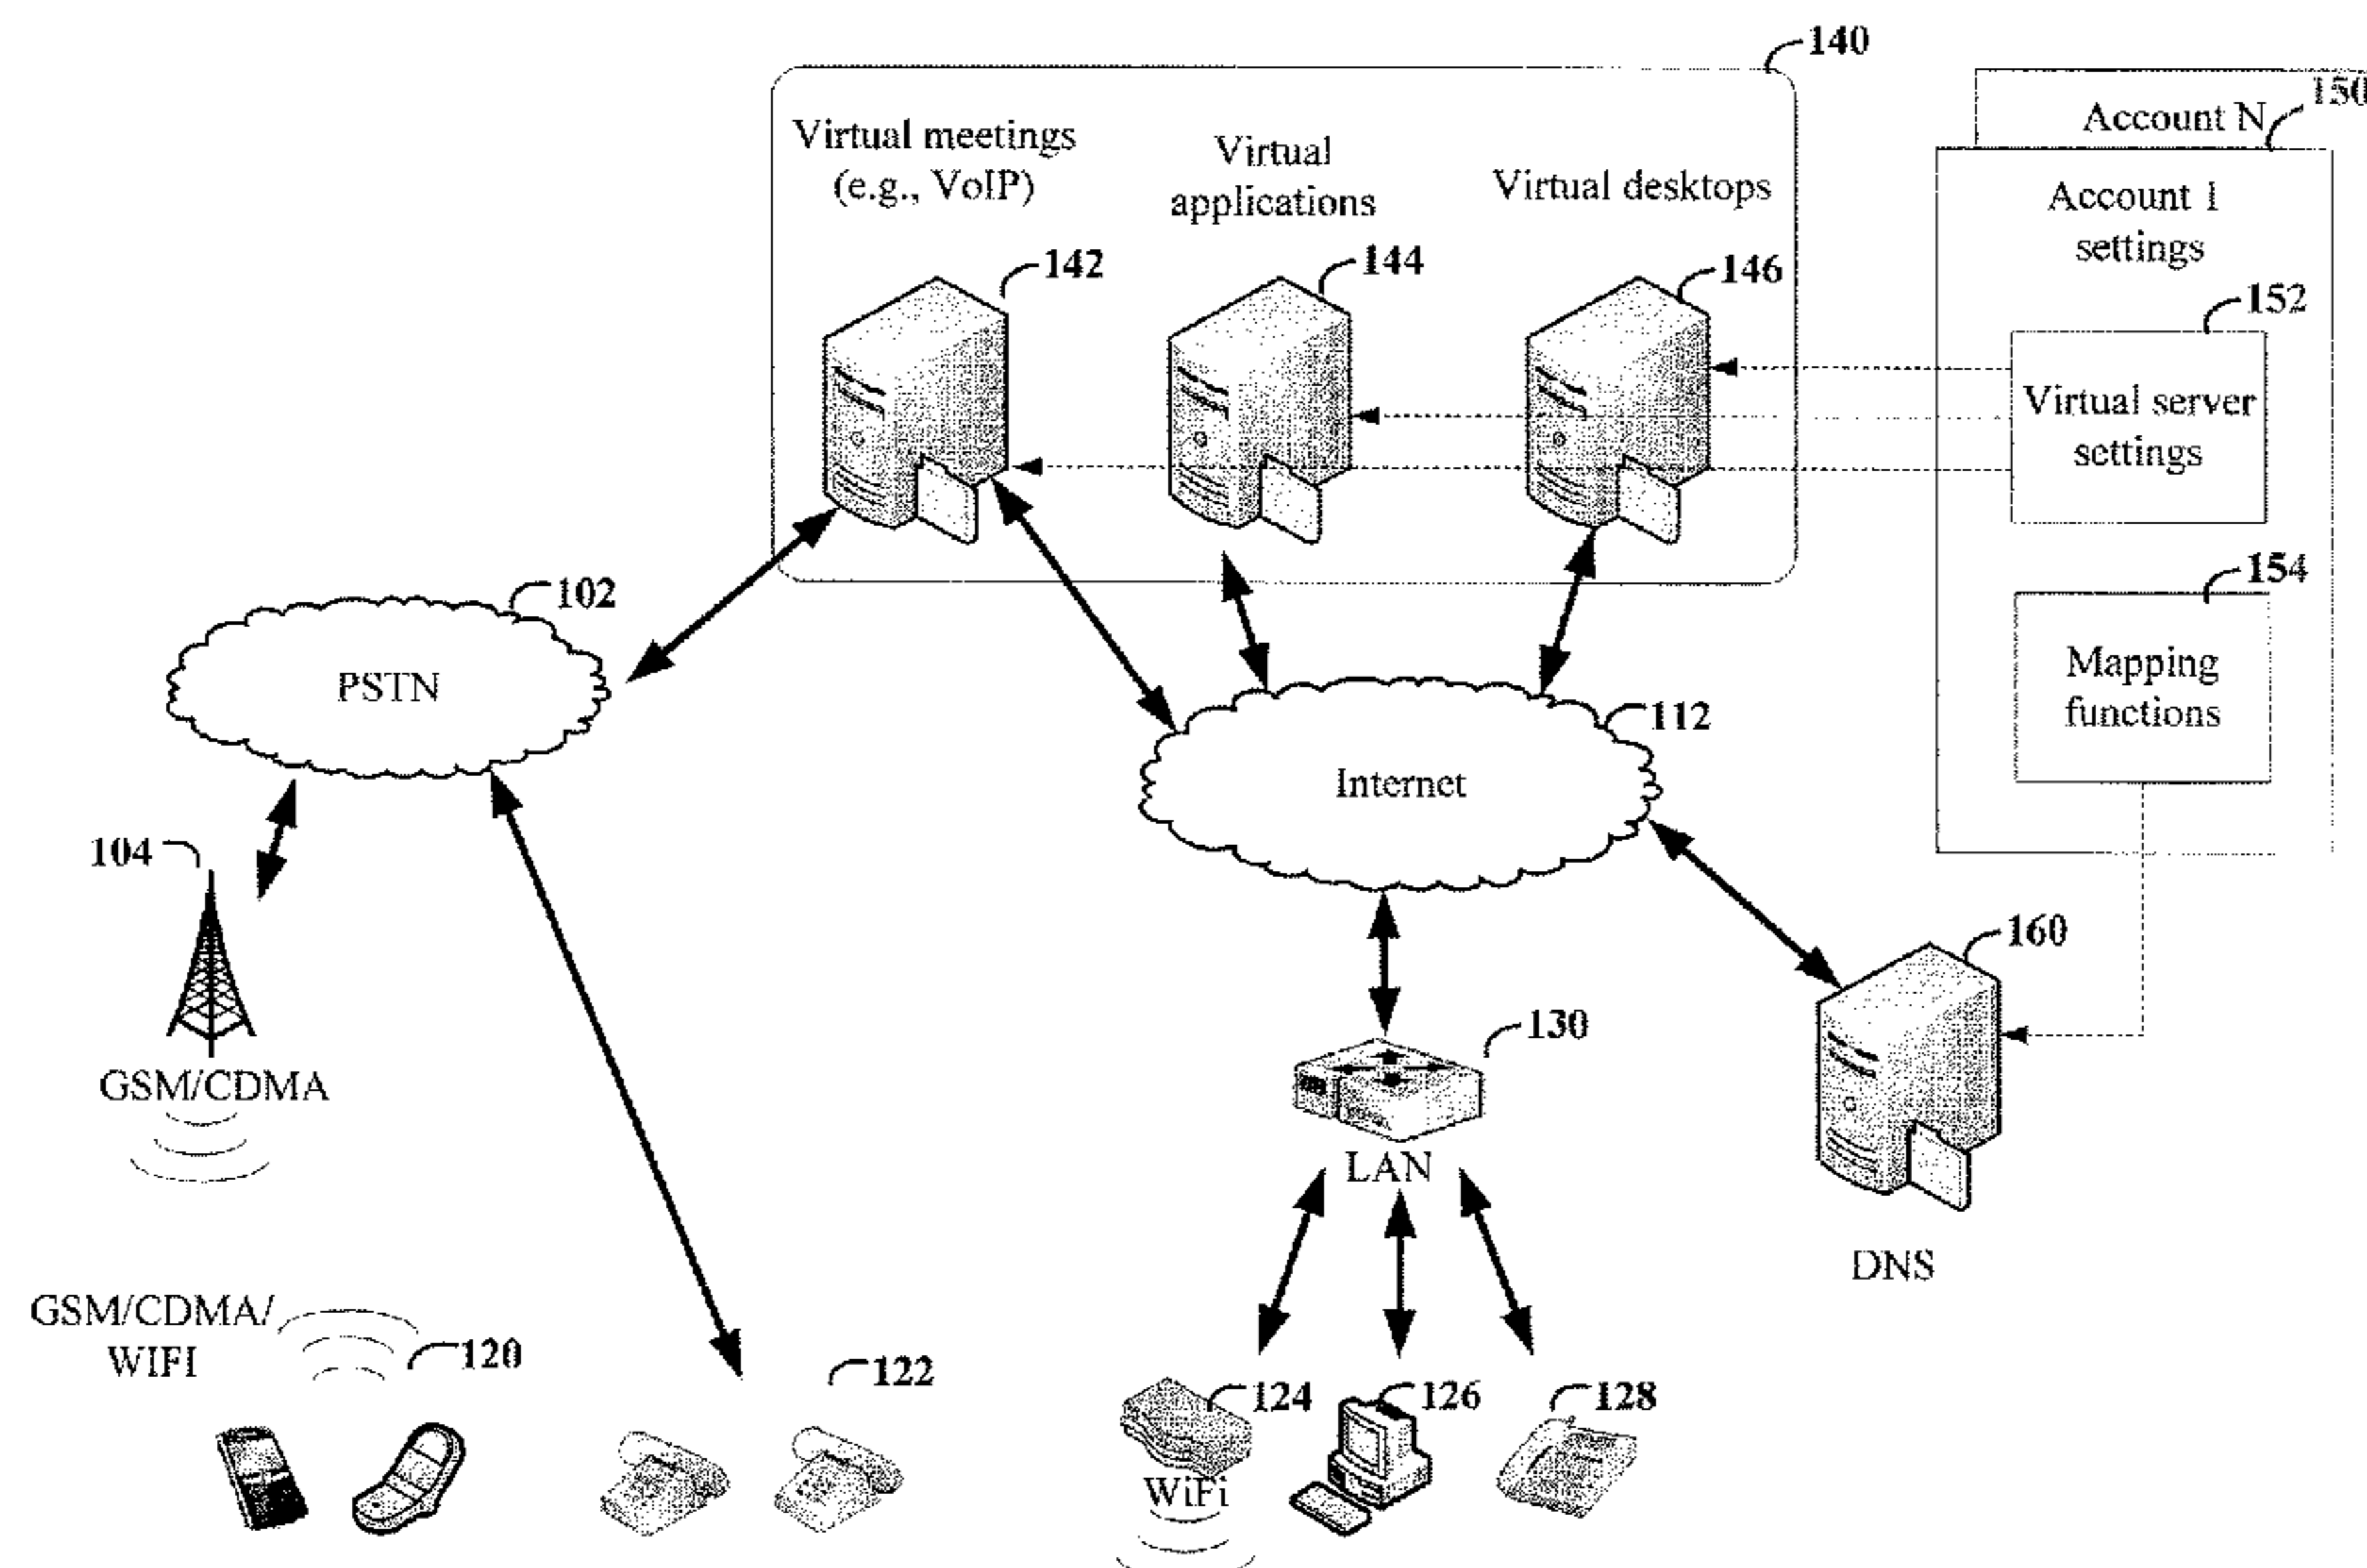 140
150
Account N
Virtual meetings
(e.g., VoIP)
Virtual
applications
Virtual desktops
Account 1
settings
142
144
146
152
Virtual server
settings
154
Mapping
functions
102
PSTN
112
Internet
104
GSM/CDMA
160
DNS
130
LAN
GSM/CDMA/
WIFI
120
122
124
WiFi
126
128